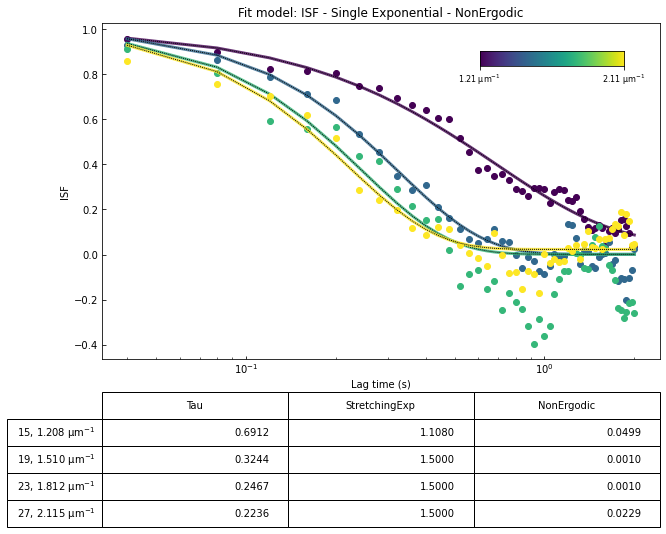 Fit model: ISF - Single Exponential - NonErgodic
1.0
0.8
0.6
0.4
0.2
0.0
−0.2
−0.4
ISF
1.21 μm⁻¹ 2.11 μm⁻¹
10⁻¹ 10⁰
Lag time (s)
Tau StretchingExp NonErgodic
15, 1.208 μm⁻¹ 0.6912 1.1080 0.0499
19, 1.510 μm⁻¹ 0.3244 1.5000 0.0010
23, 1.812 μm⁻¹ 0.2467 1.5000 0.0010
27, 2.115 μm⁻¹ 0.2236 1.5000 0.0229